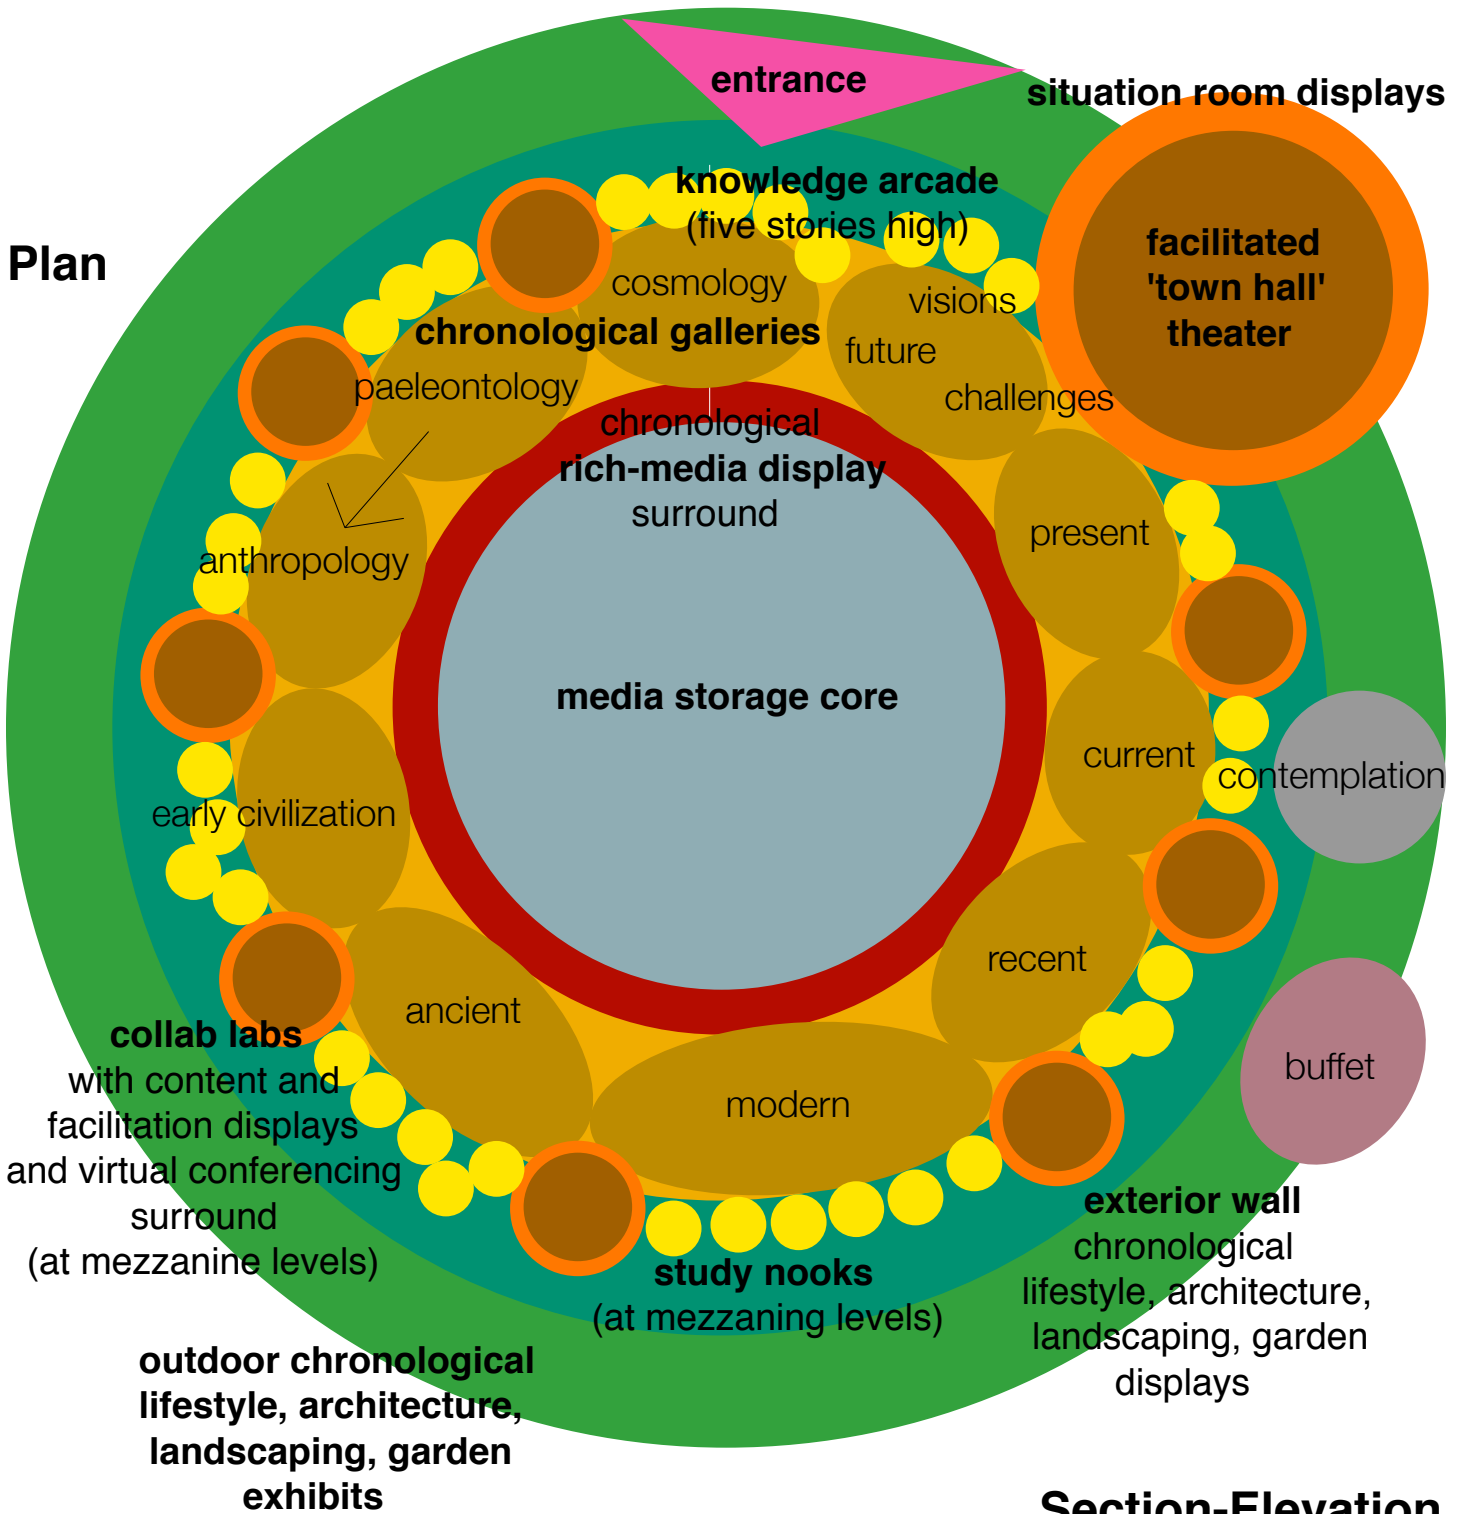 entrance
situation room displays
knowledge arcade
(five stories high)
Plan
facilitated
'town hall'
theater
cosmology
visions
chronological galleries
future
paeleontology
challenges
chronological
rich-media display
surround
present
anthropology
media storage core
current
contemplation
early civilization
recent
ancient
collab labs
with content and
facilitation displays
and virtual conferencing
surround
(at mezzanine levels)
modern
buffet
exterior wall
chronological
lifestyle, architecture,
landscaping, garden
displays
study nooks
(at mezzaning levels)
outdoor chronological
lifestyle, architecture,
landscaping, garden
exhibits
Section-Elevation